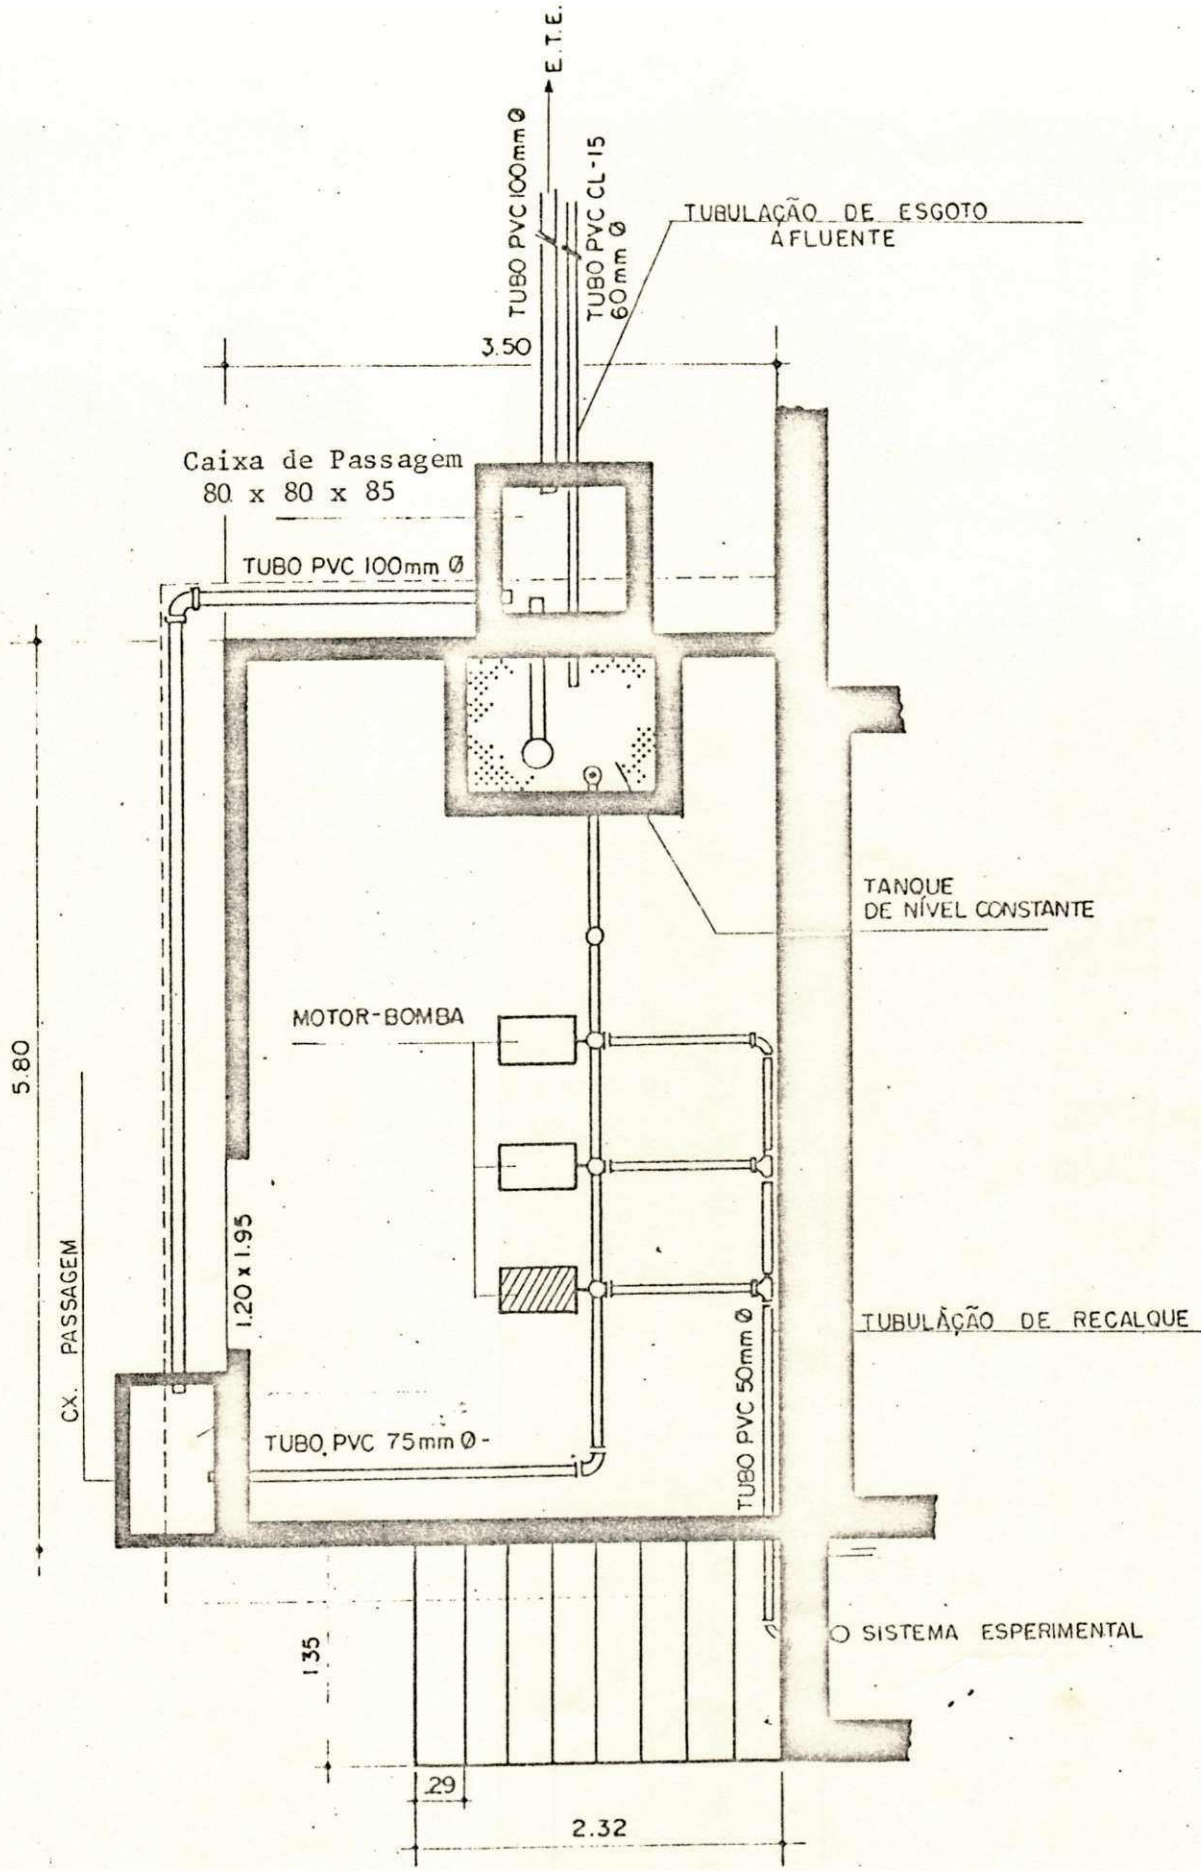 E.T.E.
TUBO PVC 100mm Ø
TUBO PVC CL-15
60mm Ø
TUBULAÇÃO DE ESGOTO
AFLUENTE
3.50
Caixa de Passagem
80 x 80 x 85
TUBO PVC 100mm Ø
TANQUE
DE NÍVEL CONSTANTE
MOTOR-BOMBA
5.80
1.20 x 1.95
CX. PASSAGEM
TUBULAÇÃO DE RECALQUE
TUBO PVC 50mm Ø
TUBO PVC 75mm Ø
SISTEMA ESPERIMENTAL
1.35
.29
2.32